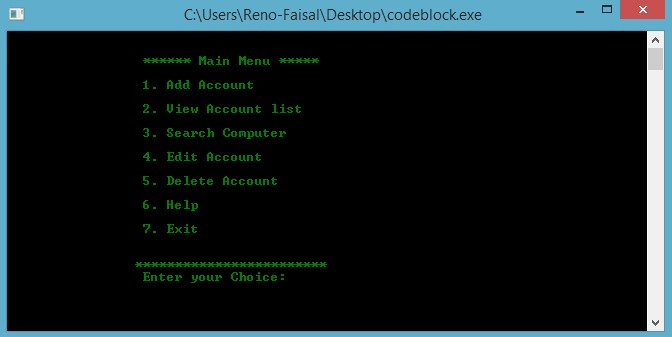 C:\Users\Reno-Faisal\Desktop\codeblock.exe
****** Main Menu *****
1. Add Account
2. View Account list
3. Search Computer
4. Edit Account
5. Delete Account
6. Help
7. Exit
************************
Enter your Choice: